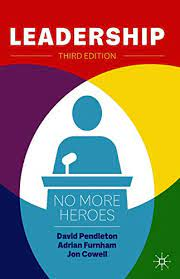 LEADERSHIP
THIRD EDITION
NO MORE
HEROES
David Pendleton
Adrian Furnham
Jon Cowell